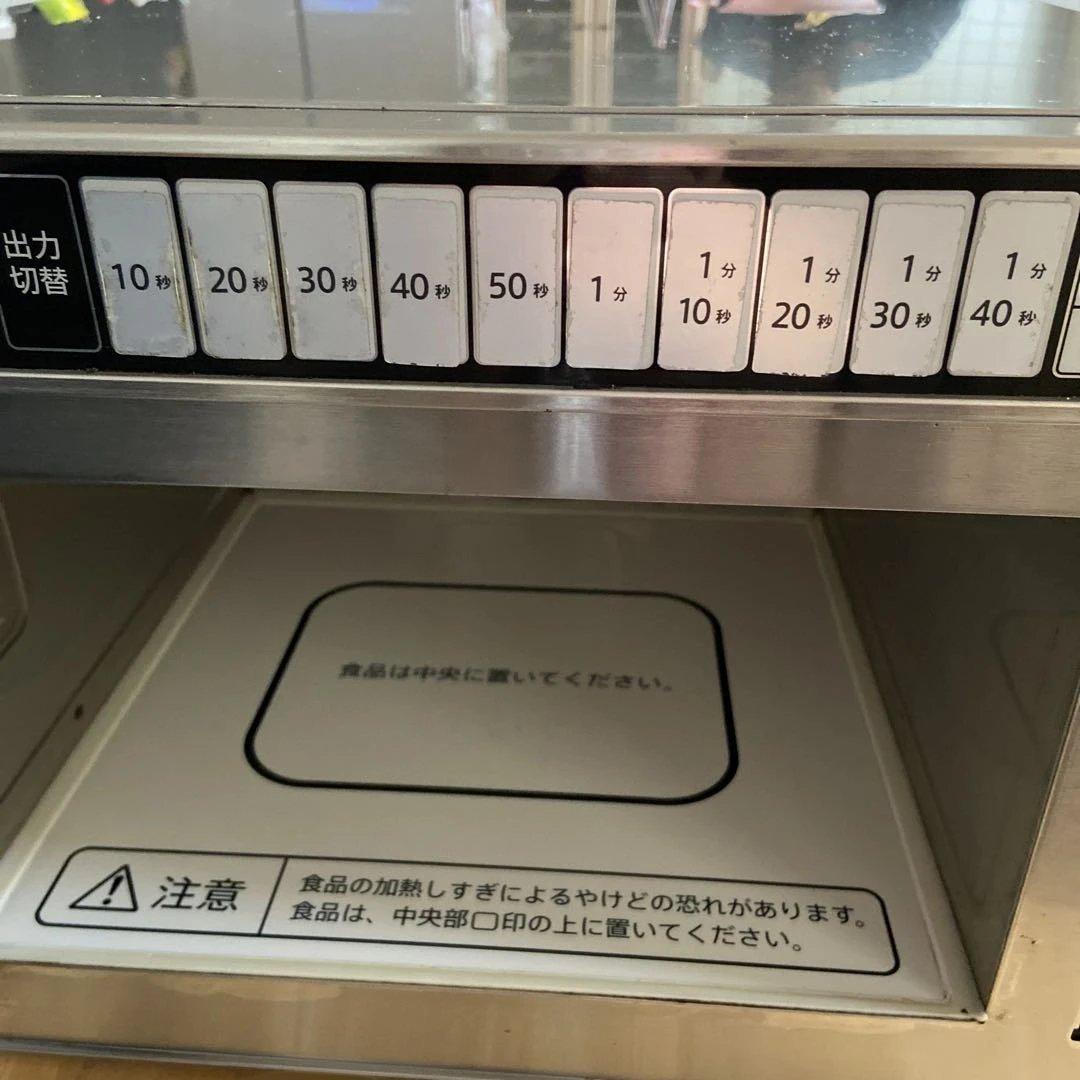 出力
切替
10秒
20秒
30秒
40秒
50秒
1分
1分
10秒
1分
20秒
1分
30秒
1分
40秒
食品は中央に置いてください。
注意
食品の加熱しすぎによるやけどの恐れがあります。
食品は、中央部□印の上に置いてください。